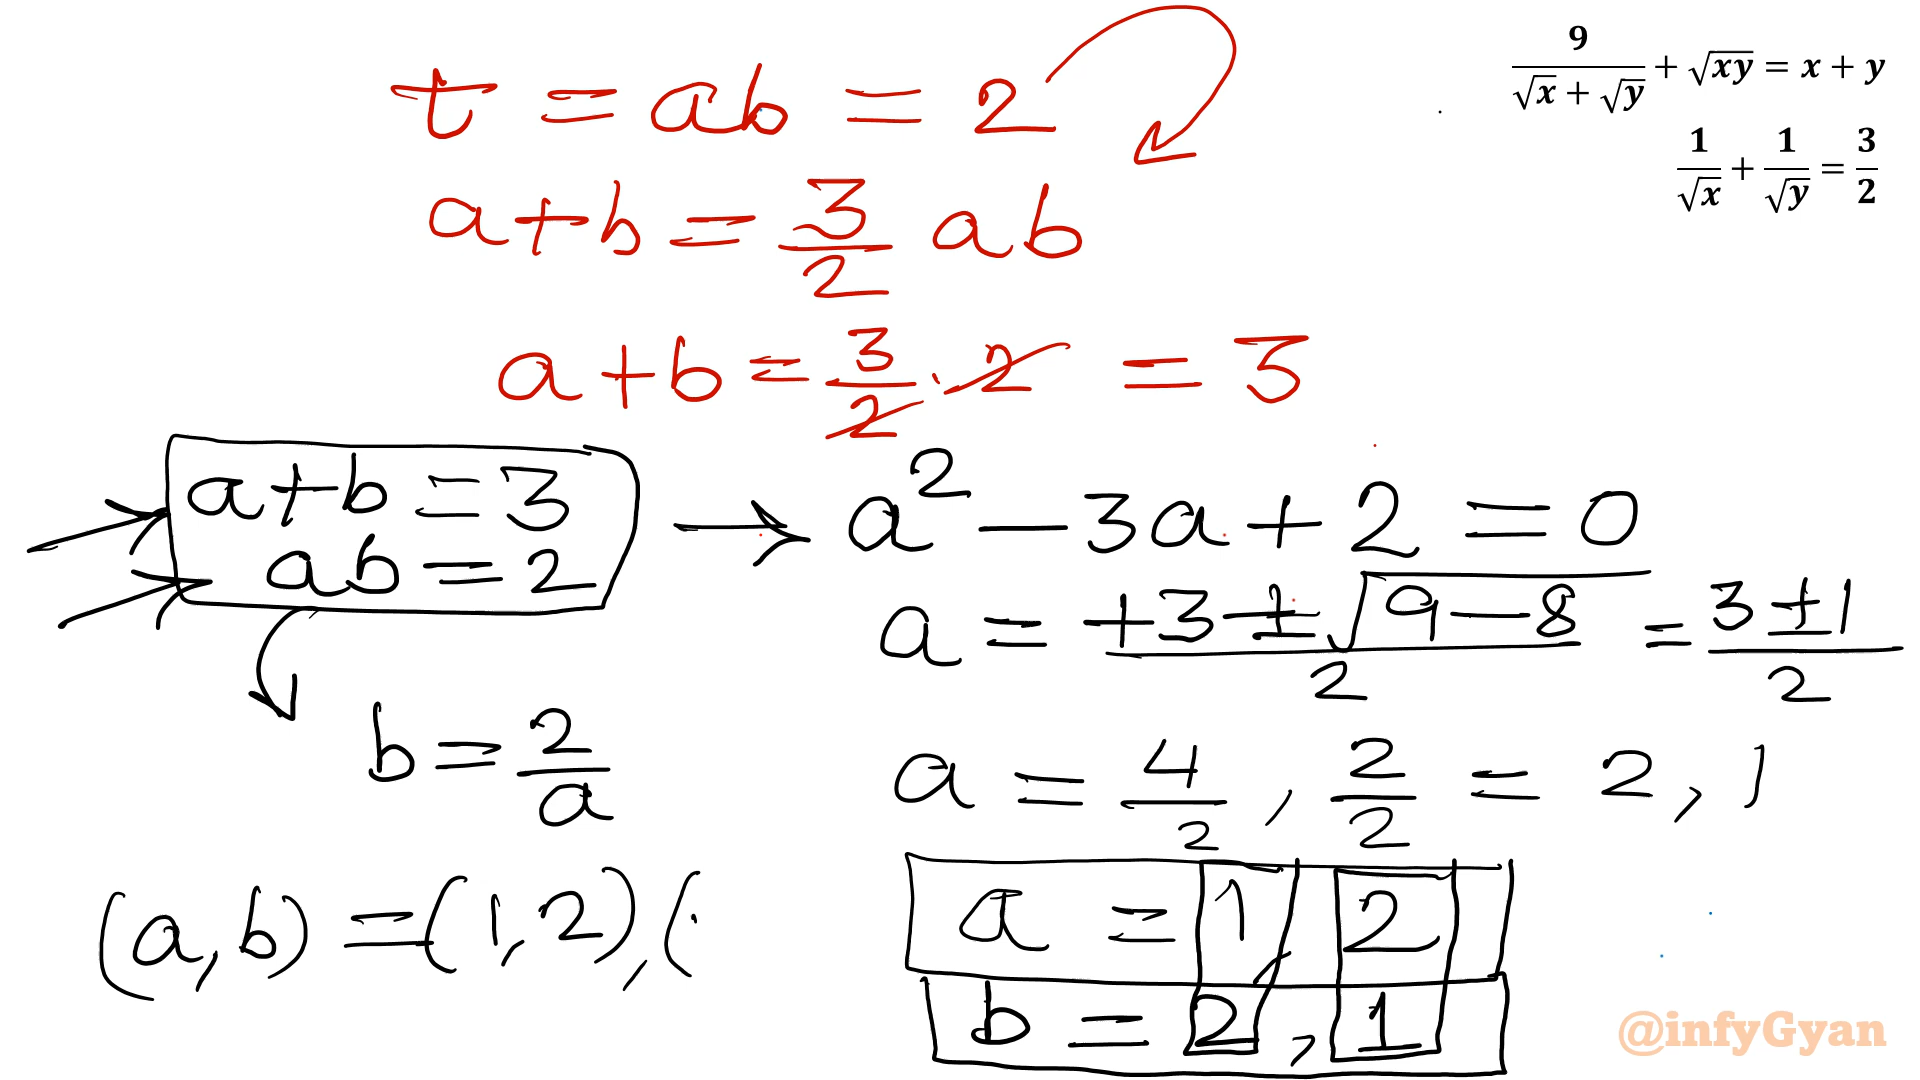 t = ab = 2
9/(√x + √y) + √xy = x + y
1/√x + 1/√y = 3/2
a + b = 3/2 ab
a + b = 3/2 · 2 = 3
a + b = 3
ab = 2
→ a² − 3a + 2 = 0
a = (+3 ± √(9 − 8))/2 = (3 ± 1)/2
b = 2/a
a = 4/2 , 2/2 = 2 , 1
(a, b) = (1, 2), (
a = 1, 2
b = 2, 1
@infyGyan